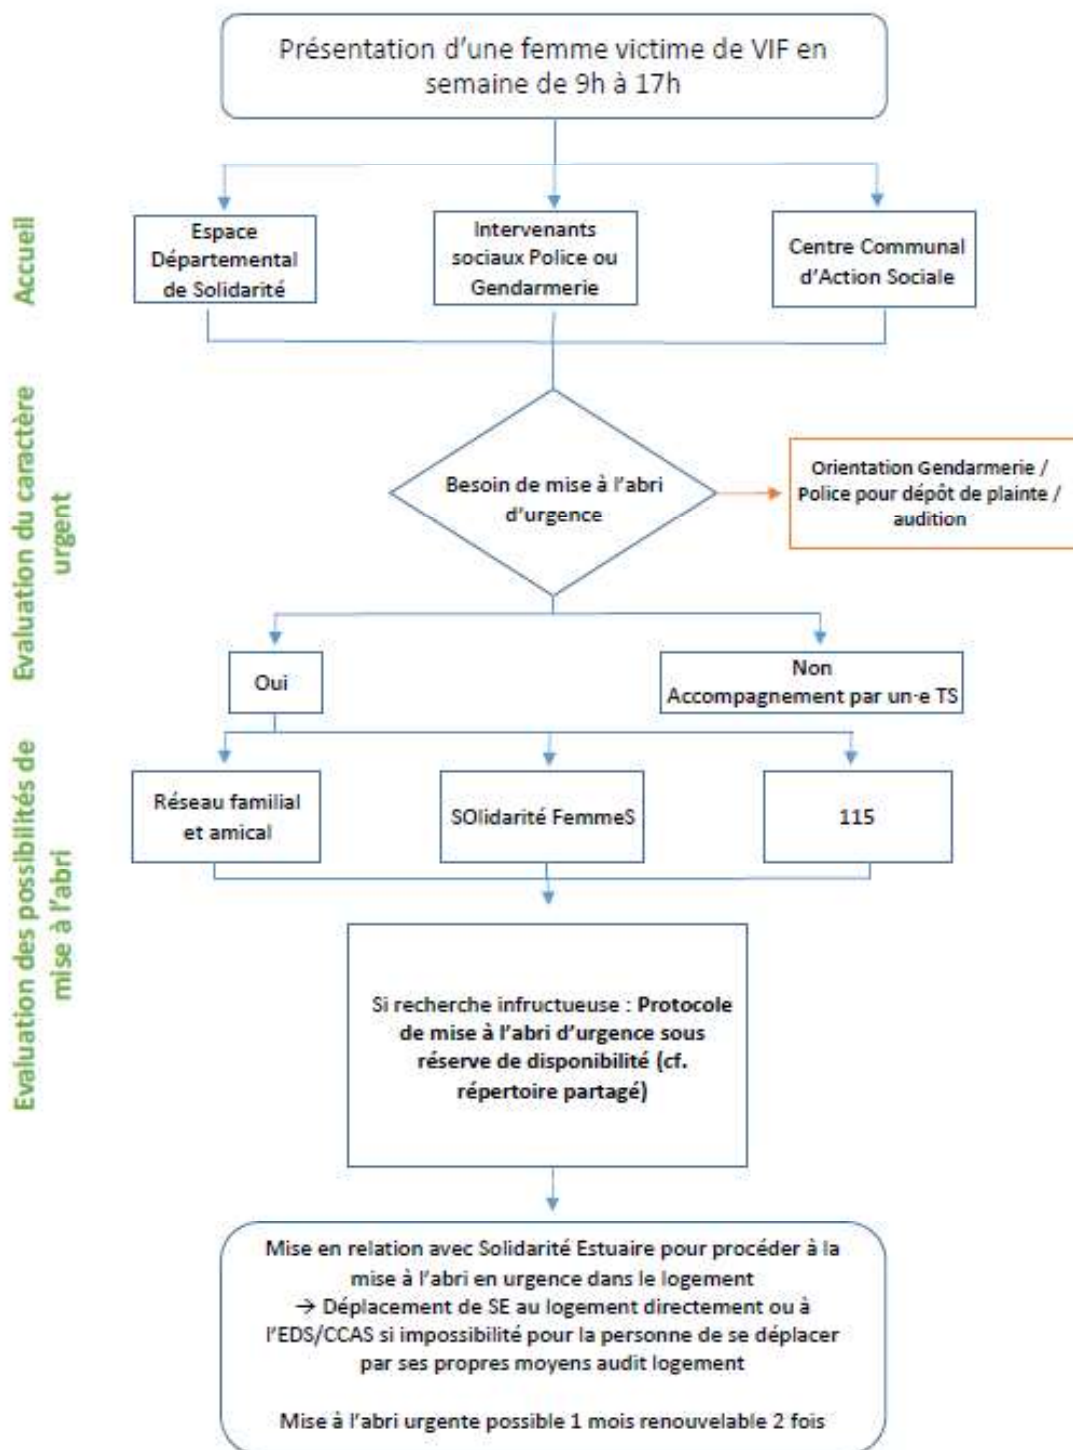 Présentation d'une femme victime de VIF en
semaine de 9h à 17h
Accueil
Espace
Départemental
de Solidarité
Intervenants
sociaux Police ou
Gendarmerie
Centre Communal
d'Action Sociale
Evaluation du caractère
urgent
Besoin de mise à l'abri
d'urgence
Orientation Gendarmerie /
Police pour dépôt de plainte /
audition
Oui
Non
Accompagnement par un·e TS
Evaluation des possibilités de
mise à l'abri
Réseau familial
et amical
SOlidarité FemmeS
115
Si recherche infructueuse : Protocole
de mise à l'abri d'urgence sous
réserve de disponibilité (cf.
répertoire partagé)
Mise en relation avec Solidarité Estuaire pour procéder à la
mise à l'abri en urgence dans le logement
→ Déplacement de SE au logement directement ou à
l'EDS/CCAS si impossibilité pour la personne de se déplacer
par ses propres moyens audit logement
Mise à l'abri urgente possible 1 mois renouvelable 2 fois